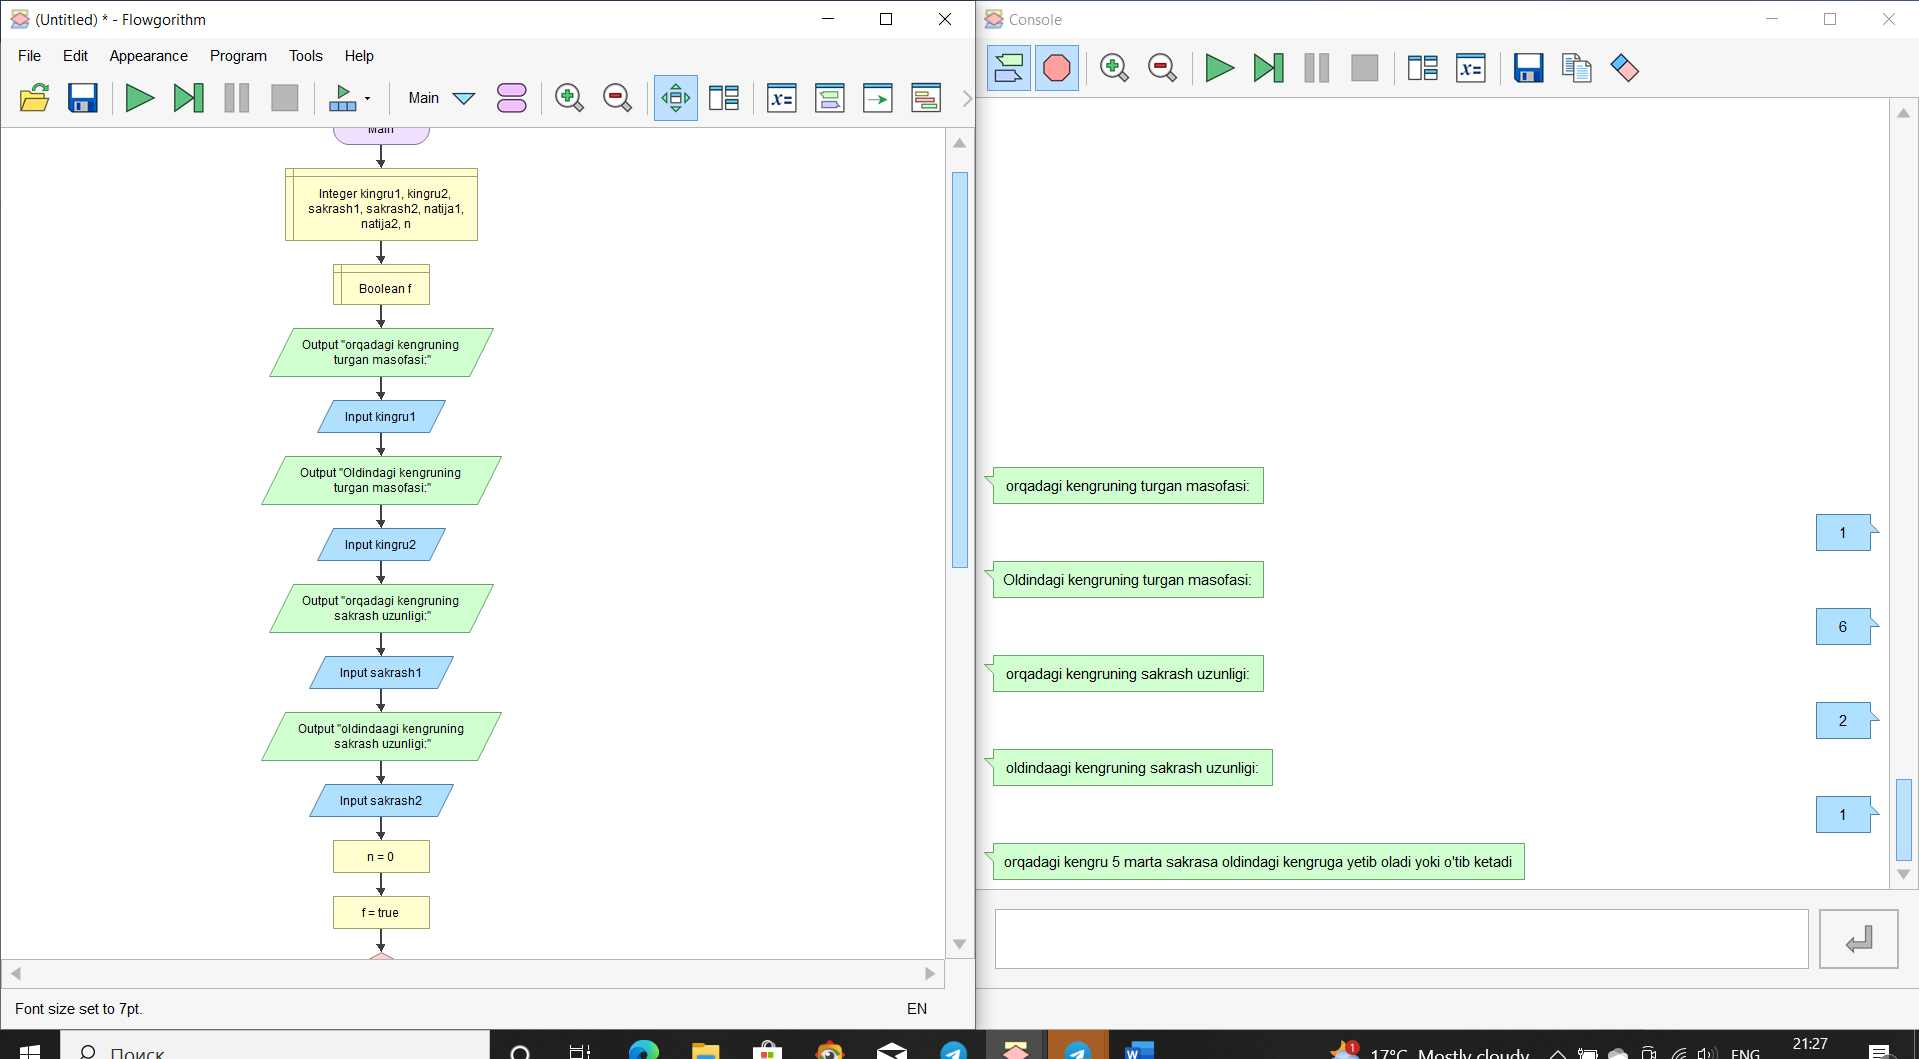 (Untitled) * - Flowgorithm
File Edit Appearance Program Tools Help
Main
Main
Integer kingru1, kingru2,
sakrash1, sakrash2, natija1,
natija2, n
Boolean f
Output "orqadagi kengruning
turgan masofasi:"
Input kingru1
Output "Oldindagi kengruning
turgan masofasi:"
Input kingru2
Output "orqadagi kengruning
sakrash uzunligi:"
Input sakrash1
Output "oldindaagi kengruning
sakrash uzunligi:"
Input sakrash2
n = 0
f = true
Font size set to 7pt.
EN
Console
x=
x=
orqadagi kengruning turgan masofasi:
1
Oldindagi kengruning turgan masofasi:
6
orqadagi kengruning sakrash uzunligi:
2
oldindaagi kengruning sakrash uzunligi:
1
orqadagi kengru 5 marta sakrasa oldindagi kengruga yetib oladi yoki o'tib ketadi
Поиск
W
1
17°C Mostly cloudy
ENG
21:27